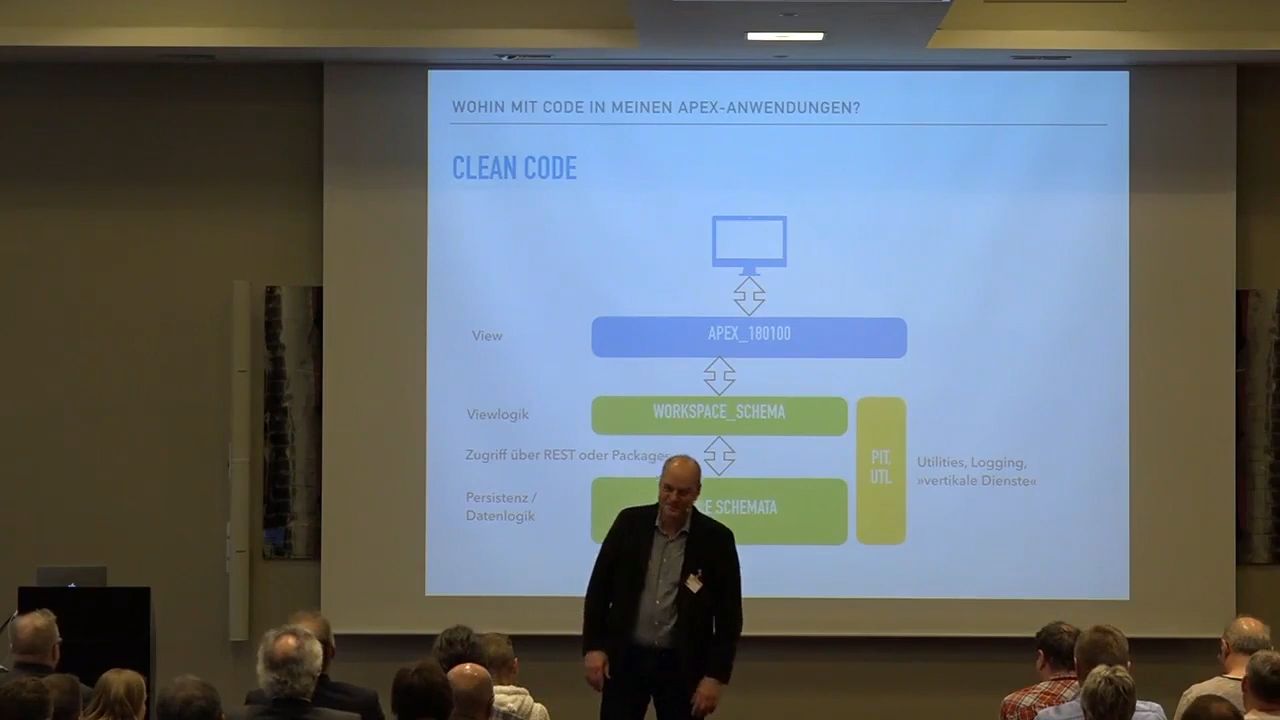 WOHIN MIT CODE IN MEINEN APEX-ANWENDUNGEN?
CLEAN CODE
View
APEX_180100
Viewlogik
WORKSPACE_SCHEMA
Zugriff über REST oder Packages
PIT,
UTL
Utilities, Logging,
»vertikale Dienste«
Persistenz /
Datenlogik
SCHEMATA